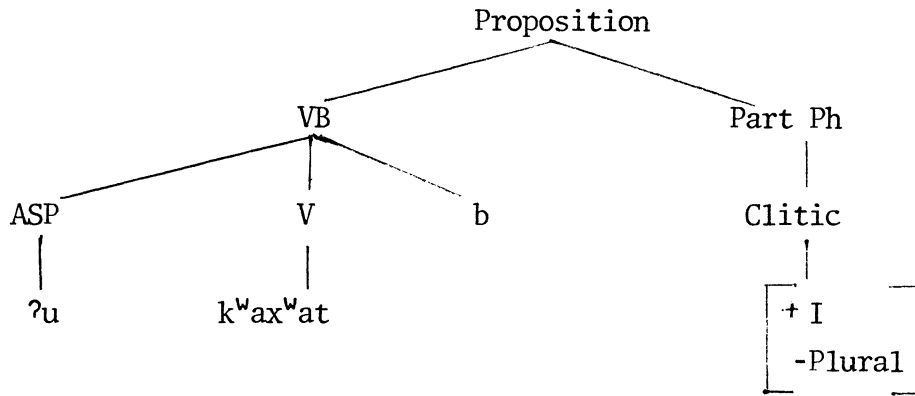 Proposition
VB Part Ph
ASP V b Clitic
ʔu kʷaxʷat + I
-Plural